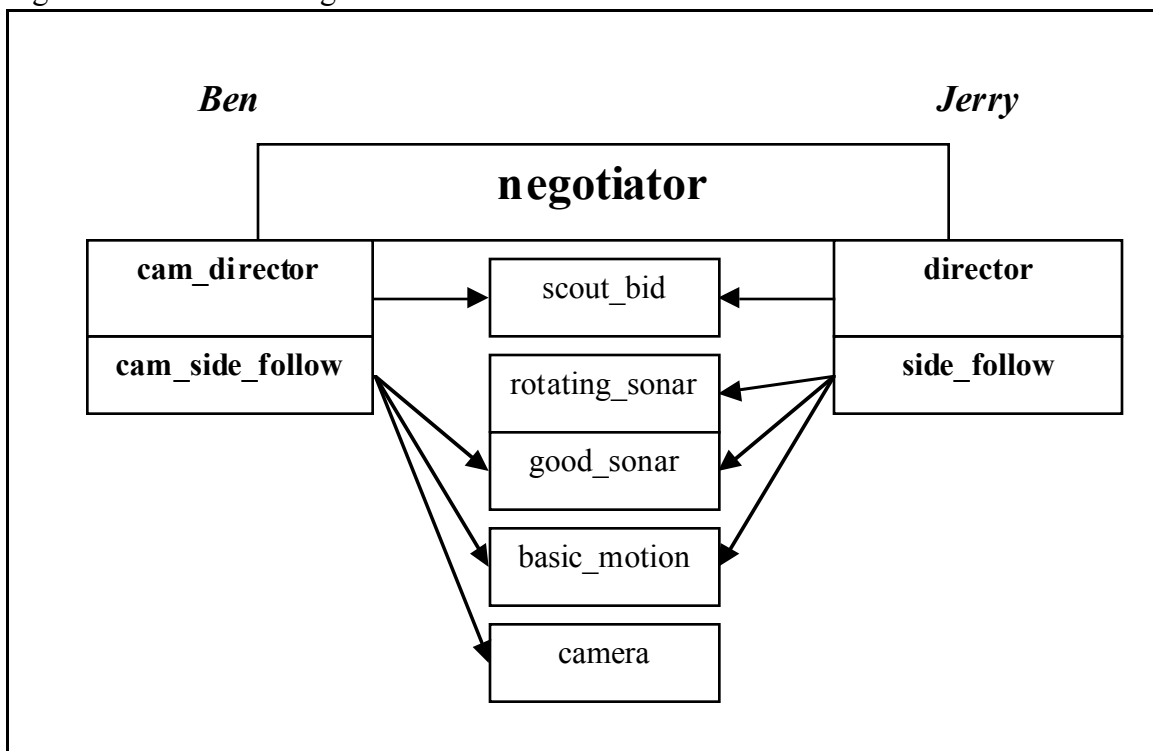 Ben
Jerry
negotiator
cam_director
scout_bid
director
cam_side_follow
rotating_sonar
side_follow
good_sonar
basic_motion
camera